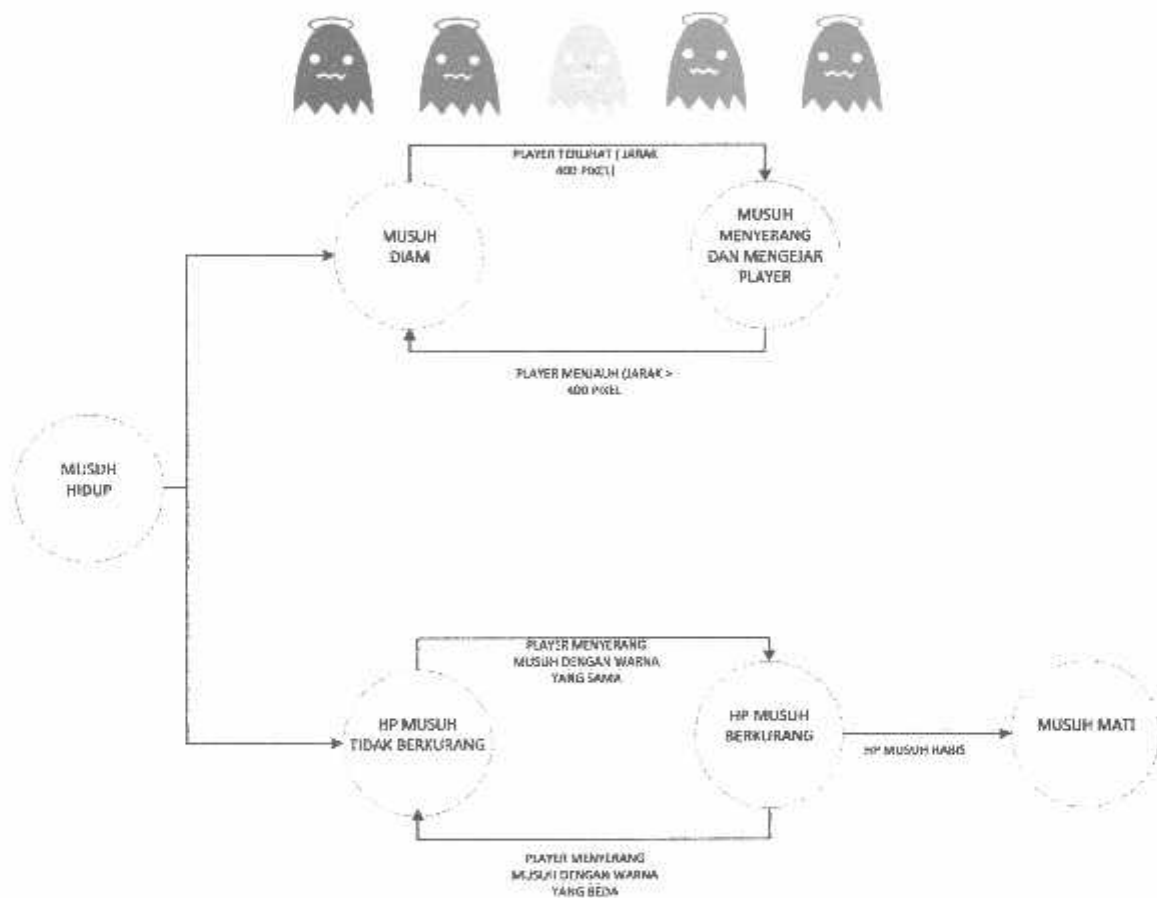 PLAYER TERLIHAT ( JARAK
400 PIXEL)
MUSUH
DIAM
MUSUH
MENYERANG
DAN MENGEJAR
PLAYER
PLAYER MENJAUH (JARAK >
400 PIXEL
MUSUH
HIDUP
PLAYER MENYERANG
MUSUH DENGAN WARNA
YANG SAMA
HP MUSUH
TIDAK BERKURANG
HP MUSUH
BERKURANG
HP MUSUH HABIS
MUSUH MATI
PLAYER MENYERANG
MUSUH DENGAN WARNA
YANG BEDA